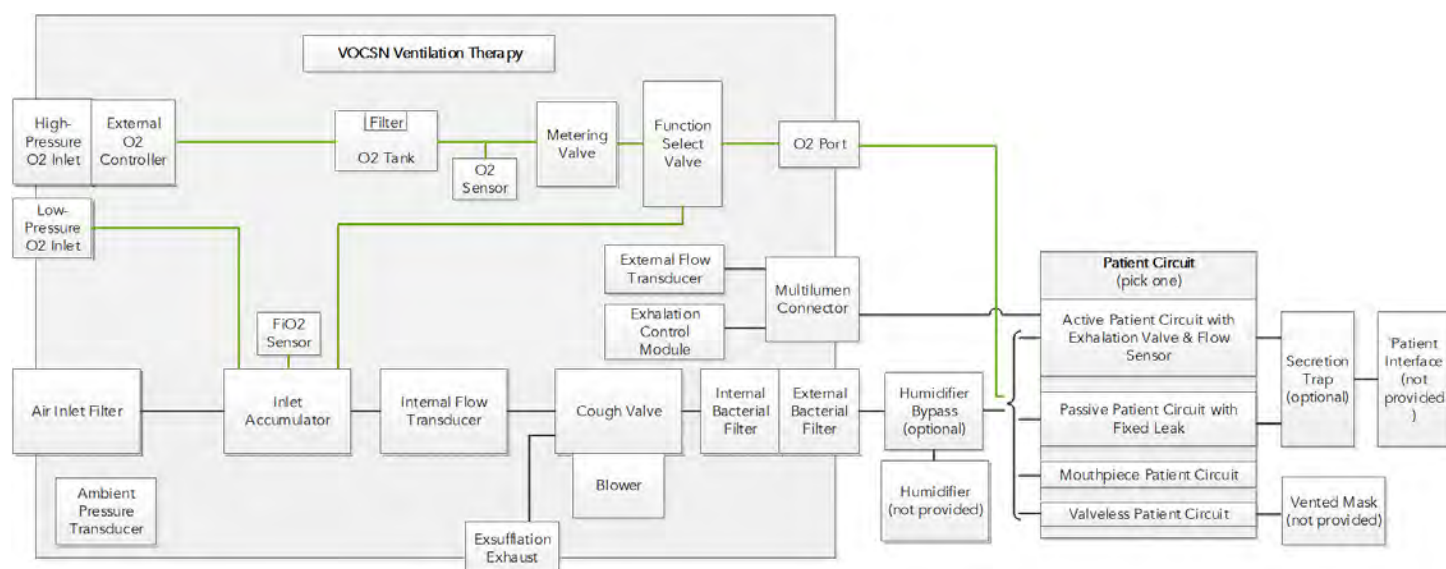 VOCSN Ventilation Therapy
High-
Pressure
O2 Inlet
External
O2
Controller
Filter
O2 Tank
O2
Sensor
Metering
Valve
Function
Select
Valve
O2 Port
Low-
Pressure
O2 Inlet
External Flow
Transducer
Exhalation
Control
Module
Multilumen
Connector
FiO2
Sensor
Air Inlet Filter
Inlet
Accumulator
Internal Flow
Transducer
Cough Valve
Blower
Internal
Bacterial
Filter
External
Bacterial
Filter
Humidifier
Bypass
(optional)
Humidifier
(not provided)
Ambient
Pressure
Transducer
Exsufflation
Exhaust
Patient Circuit
(pick one)
Active Patient Circuit with
Exhalation Valve & Flow
Sensor
Passive Patient Circuit with
Fixed Leak
Mouthpiece Patient Circuit
Valveless Patient Circuit
Secretion
Trap
(optional)
Patient
Interface
(not
provided
)
Vented Mask
(not provided)